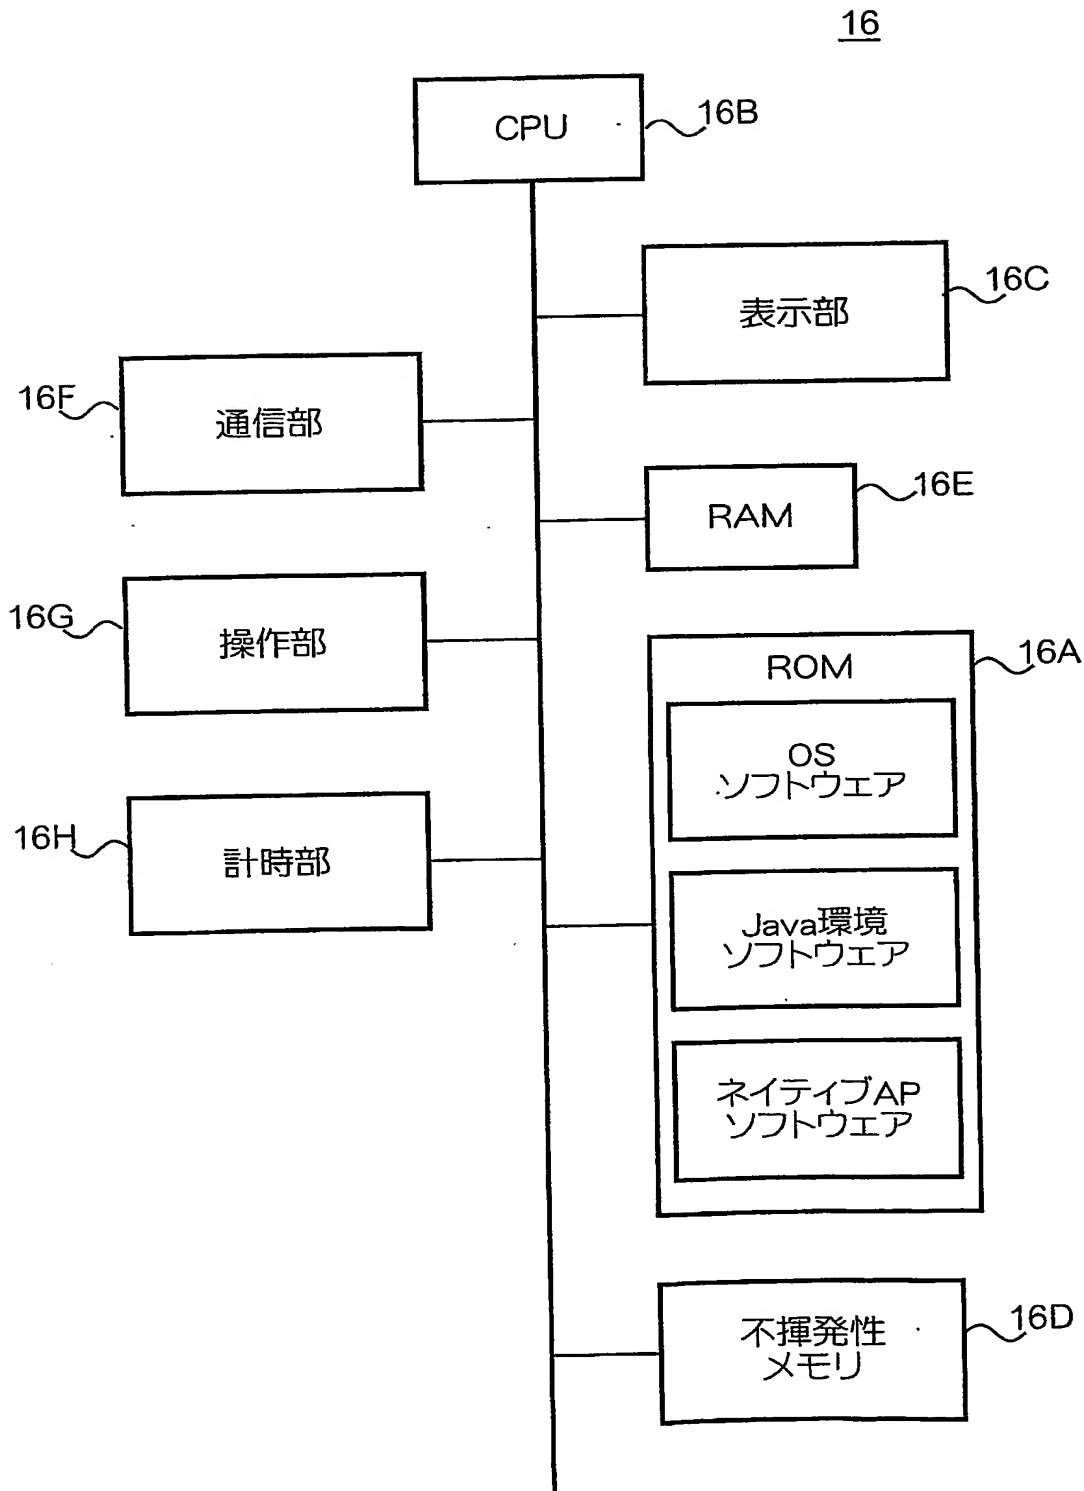 16
CPU
16B
表示部
16C
16F
通信部
RAM
16E
16G
操作部
ROM
16A
OS
ソフトウェア
16H
計時部
Java環境
ソフトウェア
ネイティブAP
ソフトウェア
不揮発性
メモリ
16D